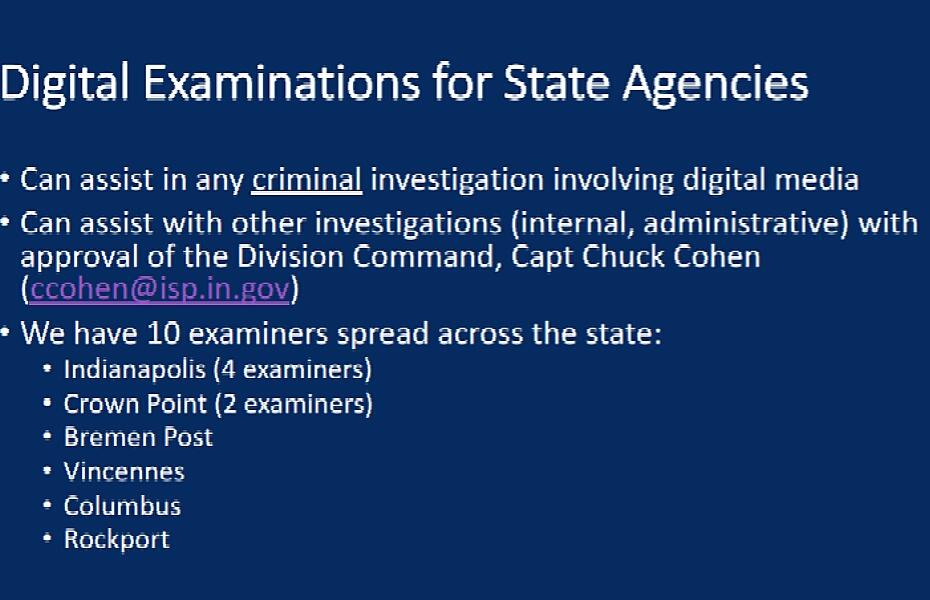 Digital Examinations for State Agencies
• Can assist in any criminal investigation involving digital media
• Can assist with other investigations (internal, administrative) with
approval of the Division Command, Capt Chuck Cohen
(ccohen@isp.in.gov)
• We have 10 examiners spread across the state:
• Indianapolis (4 examiners)
• Crown Point (2 examiners)
• Bremen Post
• Vincennes
• Columbus
• Rockport